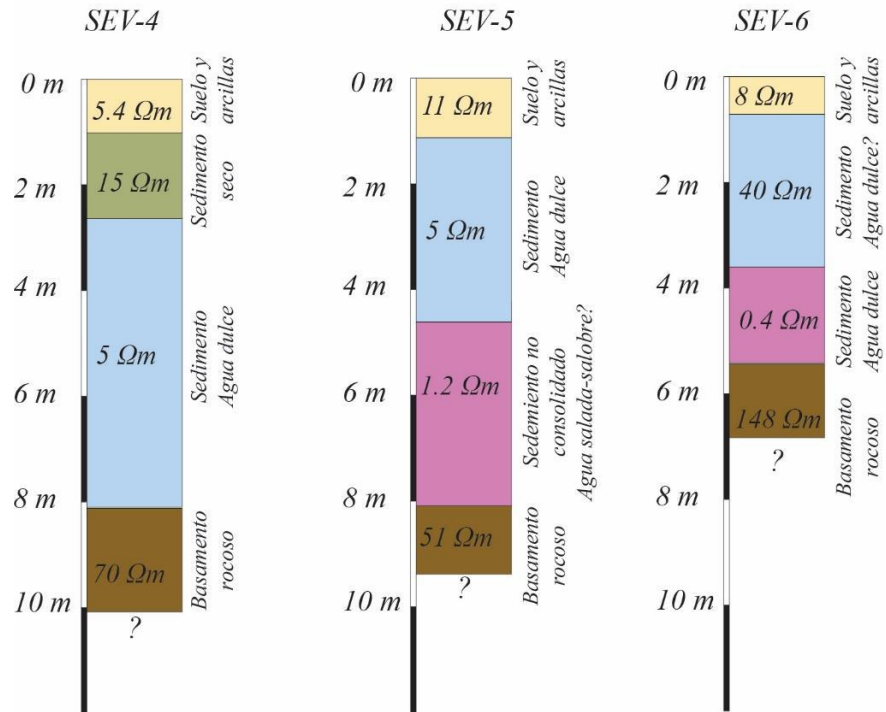 SEV-4
0 m
2 m
4 m
6 m
8 m
10 m
5.4 Ωm
15 Ωm
5 Ωm
70 Ωm
?
Suelo y
arcillas
Sedimento
seco
Sedimento
Agua dulce
Basamento
rocoso
SEV-5
0 m
2 m
4 m
6 m
8 m
10 m
11 Ωm
5 Ωm
1.2 Ωm
51 Ωm
?
Suelo y
arcillas
Sedimento
Agua dulce
Sedemiento no
consolidado
Agua salada-salobre?
Basamento
rocoso
SEV-6
0 m
2 m
4 m
6 m
8 m
10 m
8 Ωm
40 Ωm
0.4 Ωm
148 Ωm
?
Suelo y
arcillas
Sedimento
Agua dulce?
Sedimento
Agua dulce
Basamento
rocoso